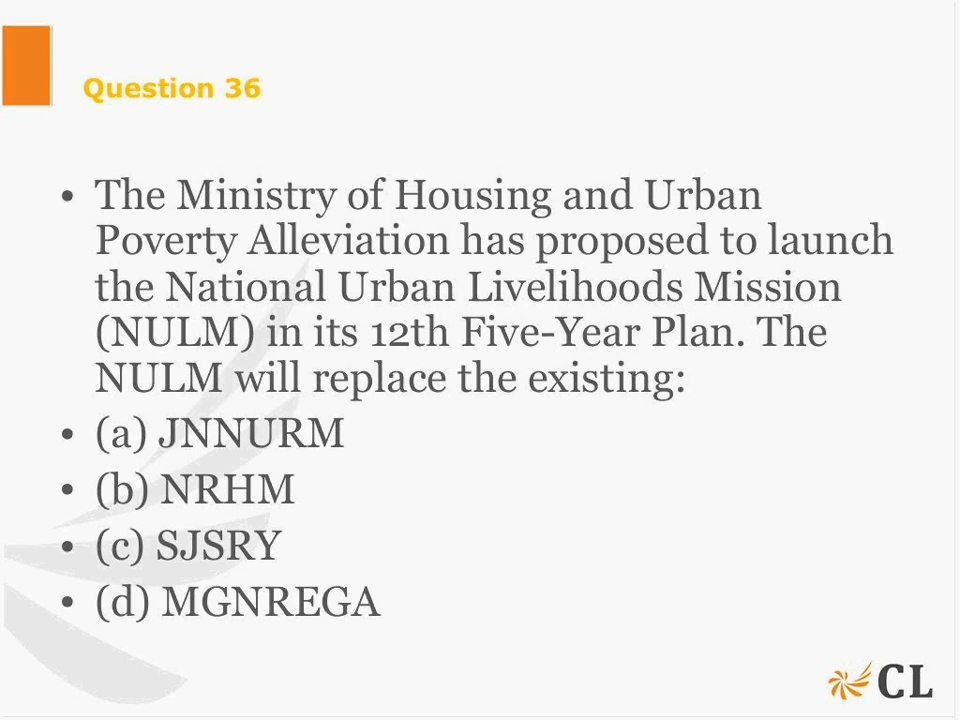 Question 36
• The Ministry of Housing and Urban
Poverty Alleviation has proposed to launch
the National Urban Livelihoods Mission
(NULM) in its 12th Five-Year Plan. The
NULM will replace the existing:
• (a) JNNURM
• (b) NRHM
• (c) SJSRY
• (d) MGNREGA
CL